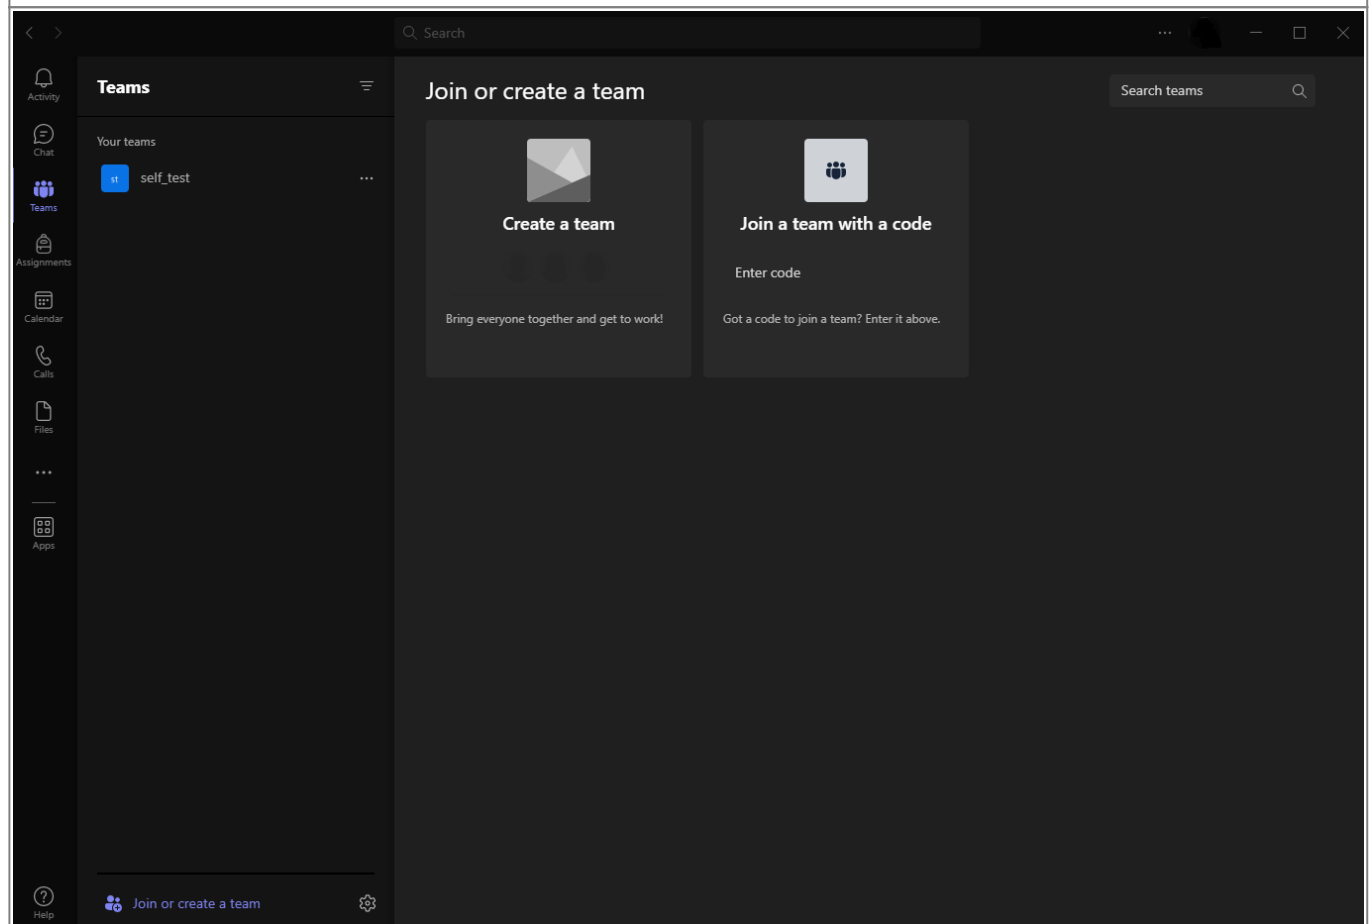 Search
Activity
Chat
Teams
Assignments
Calendar
Calls
Files
Apps
Help
Teams
Your teams
st self_test
Join or create a team
Join or create a team
Search teams
Create a team
Bring everyone together and get to work!
Join a team with a code
Enter code
Got a code to join a team? Enter it above.